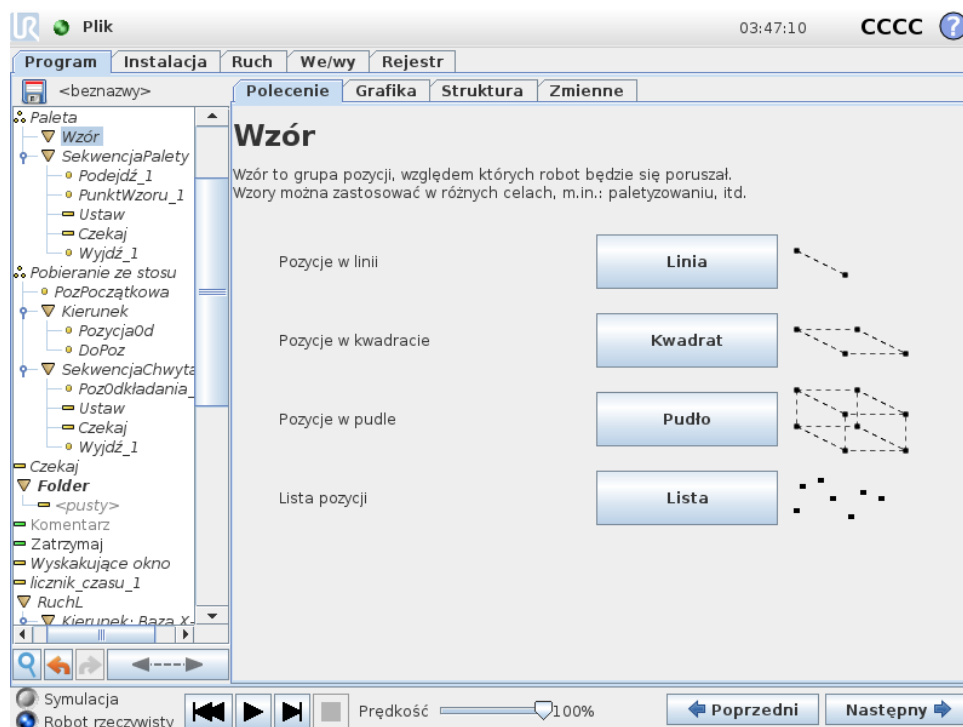 UR Plik 03:47:10 CCCC ?
Program Instalacja Ruch We/wy Rejestr
<beznazwy>
Polecenie Grafika Struktura Zmienne
Paleta
Wzór
SekwencjaPalety
Podejdź_1
PunktWzoru_1
Ustaw
Czekaj
Wyjdź_1
Pobieranie ze stosu
PozPoczątkowa
Kierunek
PozycjaOd
DoPoz
SekwencjaChwyta
PozOdkładania_
Ustaw
Czekaj
Wyjdź_1
Czekaj
Folder
<pusty>
Komentarz
Zatrzymaj
Wyskakujące okno
licznik_czasu_1
RuchL
Kierunek: Baza X-
Wzór
Wzór to grupa pozycji, względem których robot będzie się poruszał.
Wzory można zastosować w różnych celach, m.in.: paletyzowaniu, itd.
Pozycje w linii Linia
Pozycje w kwadracie Kwadrat
Pozycje w pudle Pudło
Lista pozycji Lista
Symulacja
Robot rzeczywisty
Prędkość 100%
Poprzedni Następny